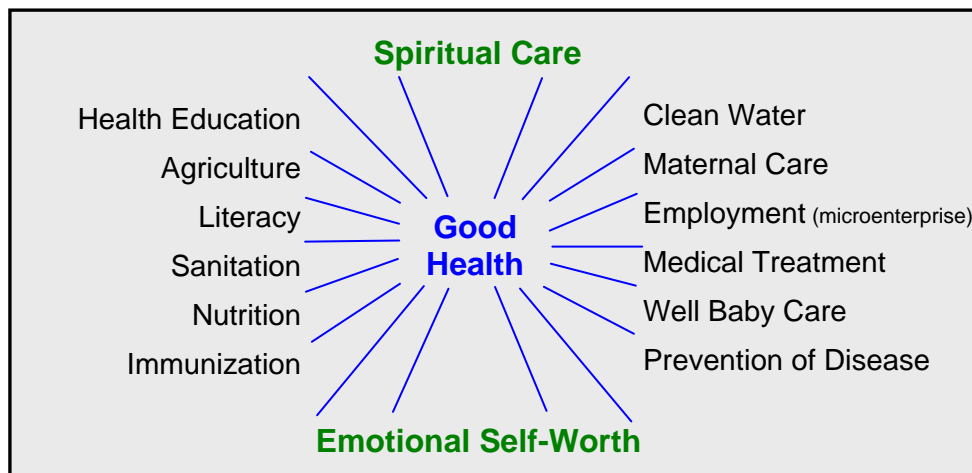 Spiritual Care
Health Education
Agriculture
Literacy
Sanitation
Nutrition
Immunization
Good
Health
Clean Water
Maternal Care
Employment (microenterprise)
Medical Treatment
Well Baby Care
Prevention of Disease
Emotional Self-Worth